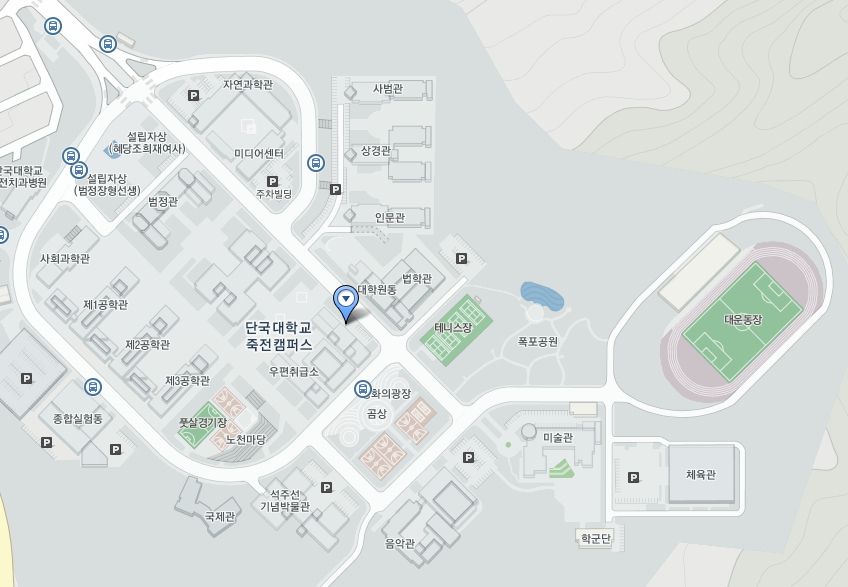 자연과학관
사범관
설립자상
(혜당조희재여사)
미디어센터
상경관
설립자상
(범정장형선생)
P
주차빌딩
P
P
범정관
인문관
사회과학관
P
법학관
대학원동
제1공학관
단국대학교
죽전캠퍼스
테니스장
대운동장
폭포공원
제2공학관
제3공학관
우편취급소
P
곰상
종합실험동
풋살경기장
노천마당
P
P
미술관
P
체육관
P
석주선
기념박물관
P
국제관
음악관
학군단